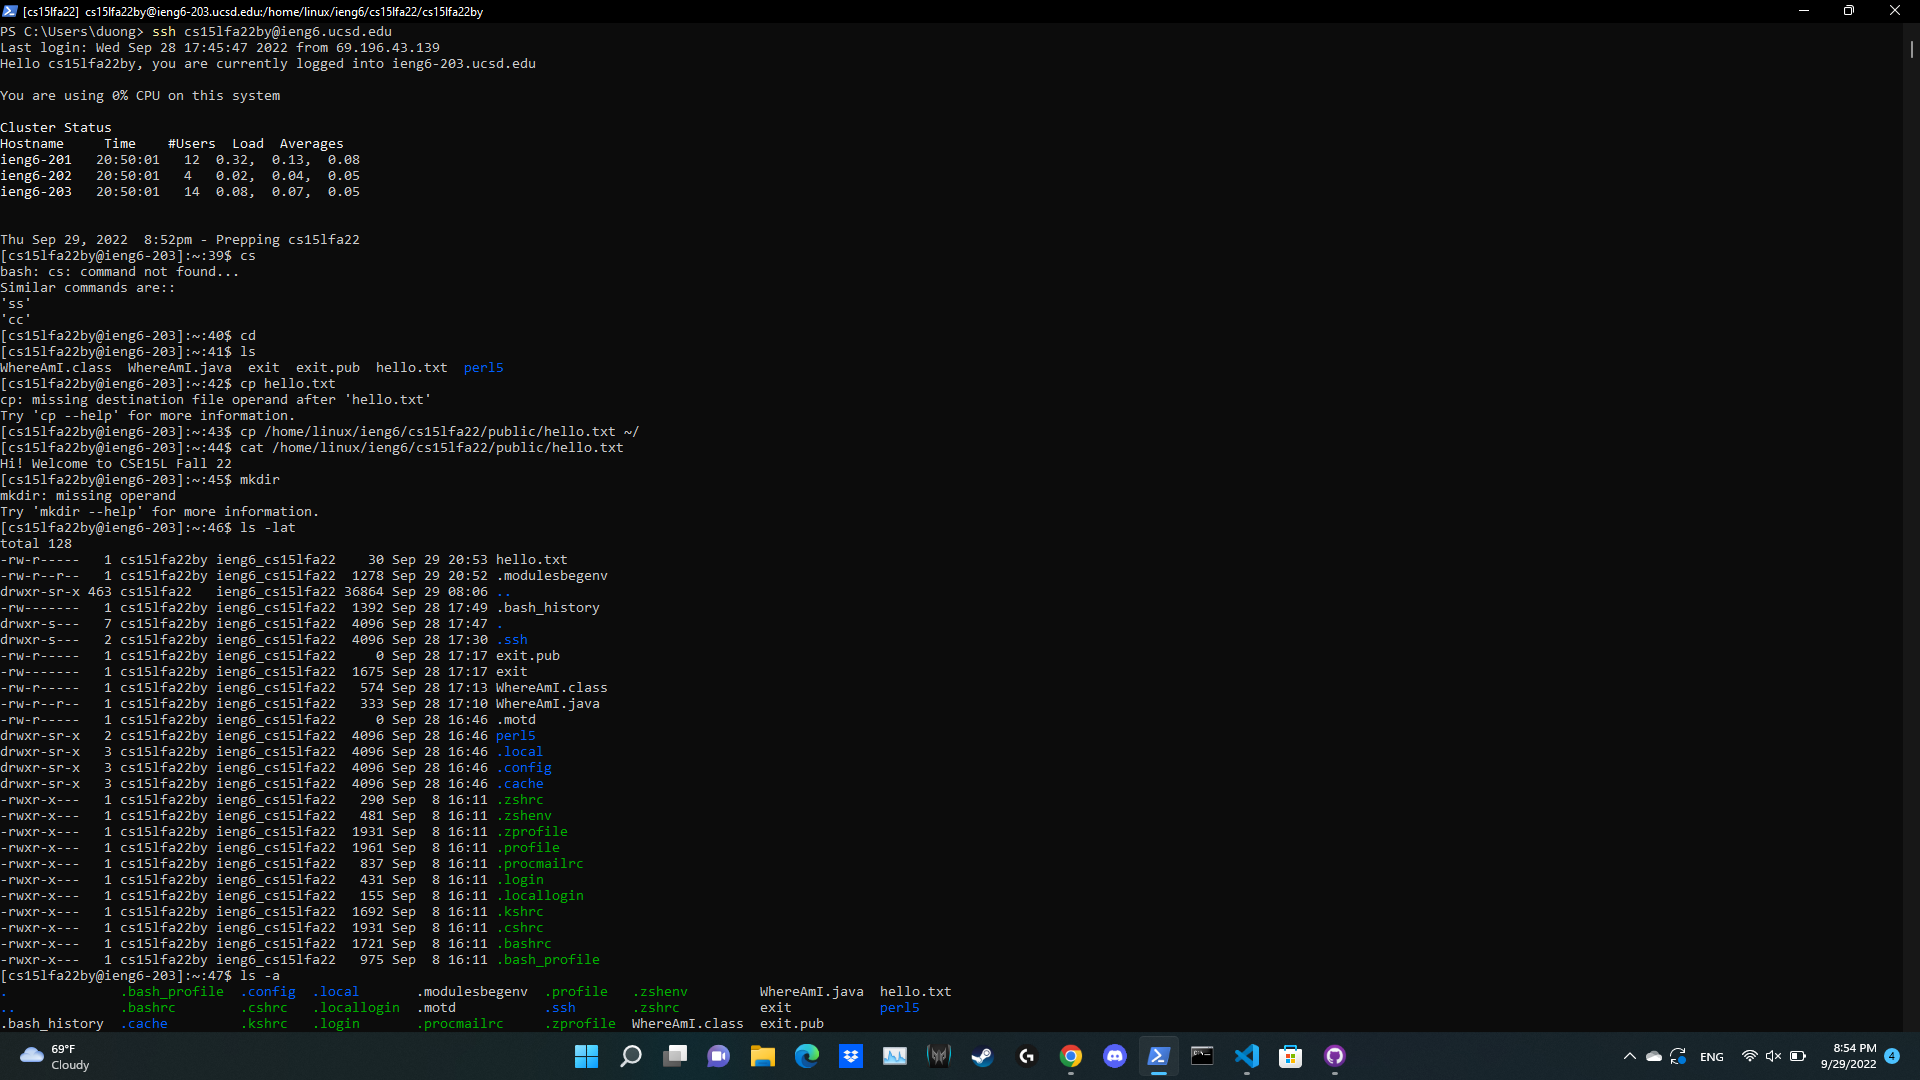 [cs15lfa22] cs15lfa22by@ieng6-203.ucsd.edu:/home/linux/ieng6/cs15lfa22/cs15lfa22by
PS C:\Users\duong> ssh cs15lfa22by@ieng6.ucsd.edu
Last login: Wed Sep 28 17:45:47 2022 from 69.196.43.139
Hello cs15lfa22by, you are currently logged into ieng6-203.ucsd.edu
You are using 0% CPU on this system
Cluster Status
Hostname     Time    #Users  Load  Averages
ieng6-201   20:50:01   12  0.32,  0.13,  0.08
ieng6-202   20:50:01   4   0.02,  0.04,  0.05
ieng6-203   20:50:01   14  0.08,  0.07,  0.05
Thu Sep 29, 2022  8:52pm - Prepping cs15lfa22
[cs15lfa22by@ieng6-203]:~:39$ cs
bash: cs: command not found...
Similar commands are::
'ss'
'cc'
[cs15lfa22by@ieng6-203]:~:40$ cd
[cs15lfa22by@ieng6-203]:~:41$ ls
WhereAmI.class  WhereAmI.java  exit  exit.pub  hello.txt  perl5
[cs15lfa22by@ieng6-203]:~:42$ cp hello.txt
cp: missing destination file operand after 'hello.txt'
Try 'cp --help' for more information.
[cs15lfa22by@ieng6-203]:~:43$ cp /home/linux/ieng6/cs15lfa22/public/hello.txt ~/
[cs15lfa22by@ieng6-203]:~:44$ cat /home/linux/ieng6/cs15lfa22/public/hello.txt
Hi! Welcome to CSE15L Fall 22
[cs15lfa22by@ieng6-203]:~:45$ mkdir
mkdir: missing operand
Try 'mkdir --help' for more information.
[cs15lfa22by@ieng6-203]:~:46$ ls -lat
total 128
-rw-r-----   1 cs15lfa22by ieng6_cs15lfa22    30 Sep 29 20:53 hello.txt
-rw-r--r--   1 cs15lfa22by ieng6_cs15lfa22  1278 Sep 29 20:52 .modulesbegenv
drwxr-sr-x 463 cs15lfa22   ieng6_cs15lfa22 36864 Sep 29 08:06 ..
-rw-------   1 cs15lfa22by ieng6_cs15lfa22  1392 Sep 28 17:49 .bash_history
drwxr-s---   7 cs15lfa22by ieng6_cs15lfa22  4096 Sep 28 17:47 .
drwxr-s---   2 cs15lfa22by ieng6_cs15lfa22  4096 Sep 28 17:30 .ssh
-rw-r-----   1 cs15lfa22by ieng6_cs15lfa22     0 Sep 28 17:17 exit.pub
-rw-------   1 cs15lfa22by ieng6_cs15lfa22  1675 Sep 28 17:17 exit
-rw-r-----   1 cs15lfa22by ieng6_cs15lfa22   574 Sep 28 17:13 WhereAmI.class
-rw-r--r--   1 cs15lfa22by ieng6_cs15lfa22   333 Sep 28 17:10 WhereAmI.java
-rw-r-----   1 cs15lfa22by ieng6_cs15lfa22     0 Sep 28 16:46 .motd
drwxr-sr-x   2 cs15lfa22by ieng6_cs15lfa22  4096 Sep 28 16:46 perl5
drwxr-sr-x   3 cs15lfa22by ieng6_cs15lfa22  4096 Sep 28 16:46 .local
drwxr-sr-x   3 cs15lfa22by ieng6_cs15lfa22  4096 Sep 28 16:46 .config
drwxr-sr-x   3 cs15lfa22by ieng6_cs15lfa22  4096 Sep 28 16:46 .cache
-rwxr-x---   1 cs15lfa22by ieng6_cs15lfa22   290 Sep  8 16:11 .zshrc
-rwxr-x---   1 cs15lfa22by ieng6_cs15lfa22   481 Sep  8 16:11 .zshenv
-rwxr-x---   1 cs15lfa22by ieng6_cs15lfa22  1931 Sep  8 16:11 .zprofile
-rwxr-x---   1 cs15lfa22by ieng6_cs15lfa22  1961 Sep  8 16:11 .profile
-rwxr-x---   1 cs15lfa22by ieng6_cs15lfa22   837 Sep  8 16:11 .procmailrc
-rwxr-x---   1 cs15lfa22by ieng6_cs15lfa22   431 Sep  8 16:11 .login
-rwxr-x---   1 cs15lfa22by ieng6_cs15lfa22   155 Sep  8 16:11 .locallogin
-rwxr-x---   1 cs15lfa22by ieng6_cs15lfa22  1692 Sep  8 16:11 .kshrc
-rwxr-x---   1 cs15lfa22by ieng6_cs15lfa22  1931 Sep  8 16:11 .cshrc
-rwxr-x---   1 cs15lfa22by ieng6_cs15lfa22  1721 Sep  8 16:11 .bashrc
-rwxr-x---   1 cs15lfa22by ieng6_cs15lfa22   975 Sep  8 16:11 .bash_profile
[cs15lfa22by@ieng6-203]:~:47$ ls -a
.              .bash_profile  .config  .local       .modulesbegenv  .profile   .zshenv         WhereAmI.java  hello.txt
..             .bashrc        .cshrc   .locallogin  .motd           .ssh       .zshrc          exit           perl5
.bash_history  .cache         .kshrc   .login       .procmailrc     .zprofile  WhereAmI.class  exit.pub
69°F
Cloudy
ENG
8:54 PM
9/29/2022
4